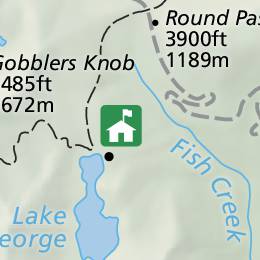 Round Pas
3900ft
1189m
Gobblers Knob
485ft
672m
Fish Creek
Lake
eorge